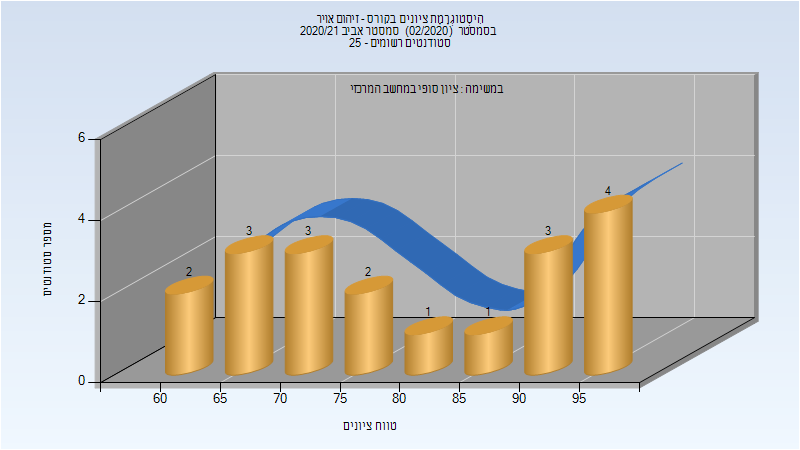 היסטוגרמת ציונים בקורס - זיהום אויר
בסמסטר (02/2020) סמסטר אביב 2020/21
סטודנטים רשומים - 25
במשימה : ציון סופי במחשב המרכזי
מספר סטודנטים
6
4
2
0
2
3
3
2
1
1
3
4
60 65 70 75 80 85 90 95
טווח ציונים